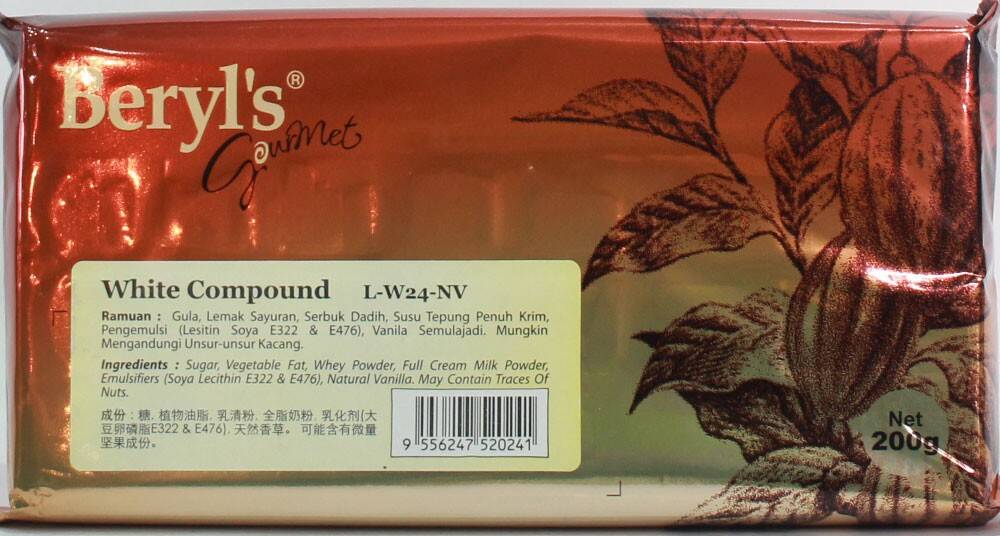 Beryl's®
Gourmet
White Compound L-W24-NV
Ramuan : Gula, Lemak Sayuran, Serbuk Dadih, Susu Tepung Penuh Krim,
Pengemulsi (Lesitin Soya E322 & E476), Vanila Semulajadi. Mungkin
Mengandungi Unsur-unsur Kacang.
Ingredients : Sugar, Vegetable Fat, Whey Powder, Full Cream Milk Powder,
Emulsifiers (Soya Lecithin E322 & E476), Natural Vanilla. May Contain Traces Of
Nuts.
成份 : 糖, 植物油脂, 乳清粉, 全脂奶粉, 乳化剂(大
豆卵磷脂E322 & E476), 天然香草。 可能含有微量
坚果成份。
9 556247 520241
Net
200g